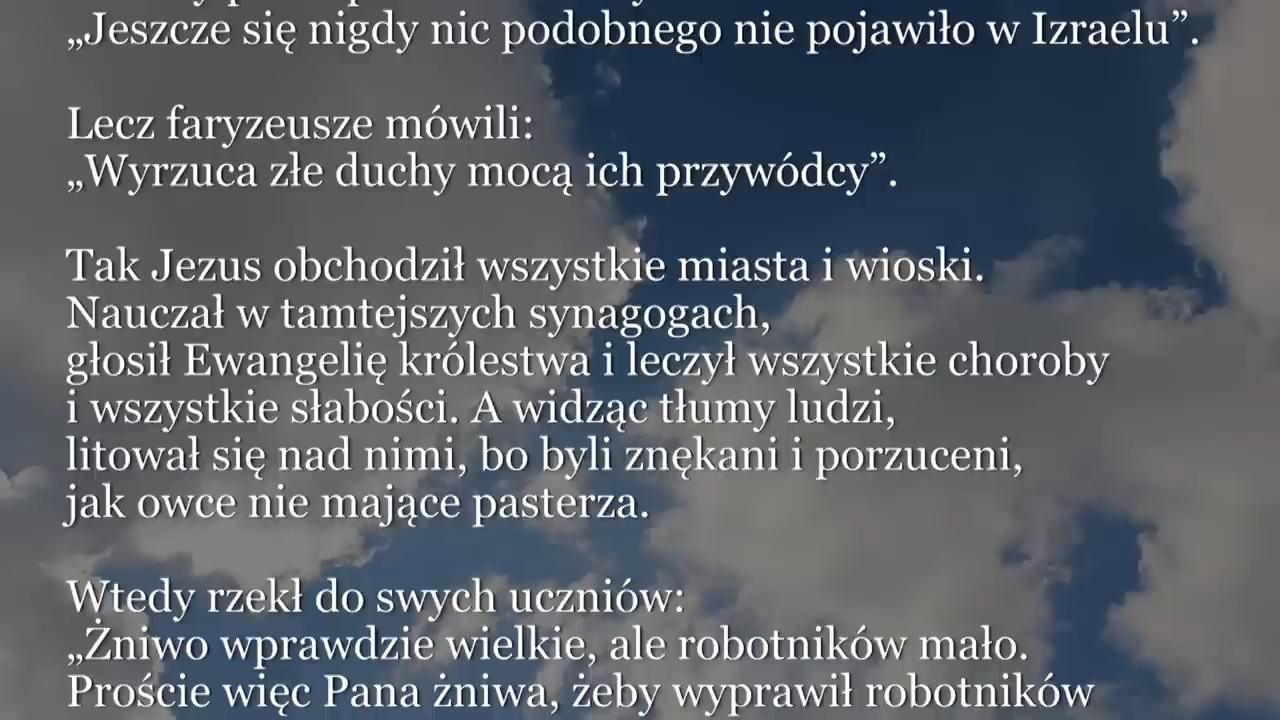 „Jeszcze się nigdy nic podobnego nie pojawiło w Izraelu”.
Lecz faryzeusze mówili:
„Wyrzuca złe duchy mocą ich przywódcy”.
Tak Jezus obchodził wszystkie miasta i wioski.
Nauczał w tamtejszych synagogach,
głosił Ewangelię królestwa i leczył wszystkie choroby
i wszystkie słabości. A widząc tłumy ludzi,
litował się nad nimi, bo byli znękani i porzuceni,
jak owce nie mające pasterza.
Wtedy rzekł do swych uczniów:
„Żniwo wprawdzie wielkie, ale robotników mało.
Proście więc Pana żniwa, żeby wyprawił robotników